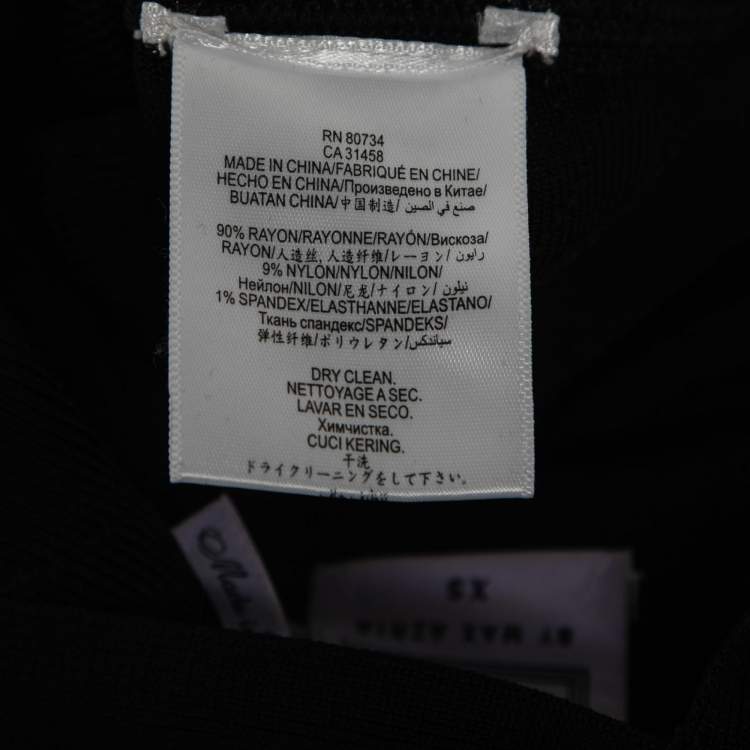 RN 80734
CA 31458
MADE IN CHINA/FABRIQUÉ EN CHINE/
HECHO EN CHINA/Произведено в Китае/
BUATAN CHINA/中国制造/صنع في الصين
90% RAYON/RAYONNE/RAYÓN/Вискоза/
RAYON/人造丝, 人造纤维/レーヨン/رايون
9% NYLON/NYLON/NILON/
Нейлон/NILON/尼龙/ナイロン/نيلون
1% SPANDEX/ELASTHANNE/ELASTANO/
Ткань спандекс/SPANDEKS/
弹性纤维/ポリウレタン/سباندكس
DRY CLEAN.
NETTOYAGE A SEC.
LAVAR EN SECO.
Химчистка.
CUCI KERING.
干洗
ドライクリーニングをして下さい.
Made
XS
BY MAX AZRIA